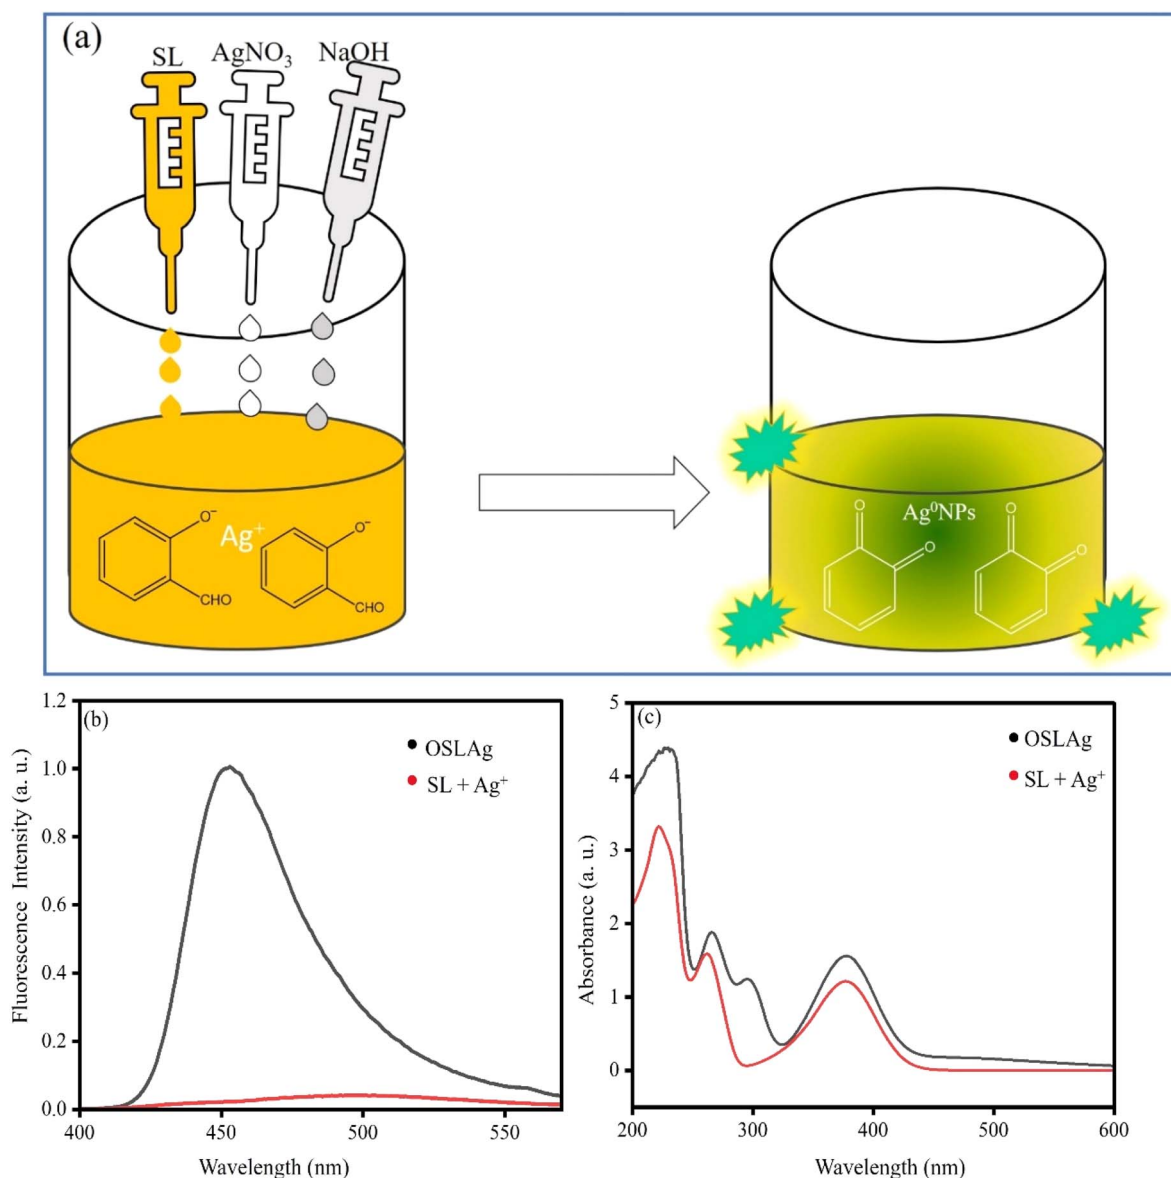 (a)
SL AgNO₃ NaOH
O⁻ Ag⁺ O⁻
CHO CHO
Ag⁰NPs
O O O O
(b)
OSLAg
SL + Ag⁺
Fluorescence Intensity (a. u.)
1.2
1.0
0.8
0.6
0.4
0.2
0.0
400 450 500 550
Wavelength (nm)
(c)
OSLAg
SL + Ag⁺
Absorbance (a. u.)
5
4
3
2
1
0
200 300 400 500 600
Wavelength (nm)